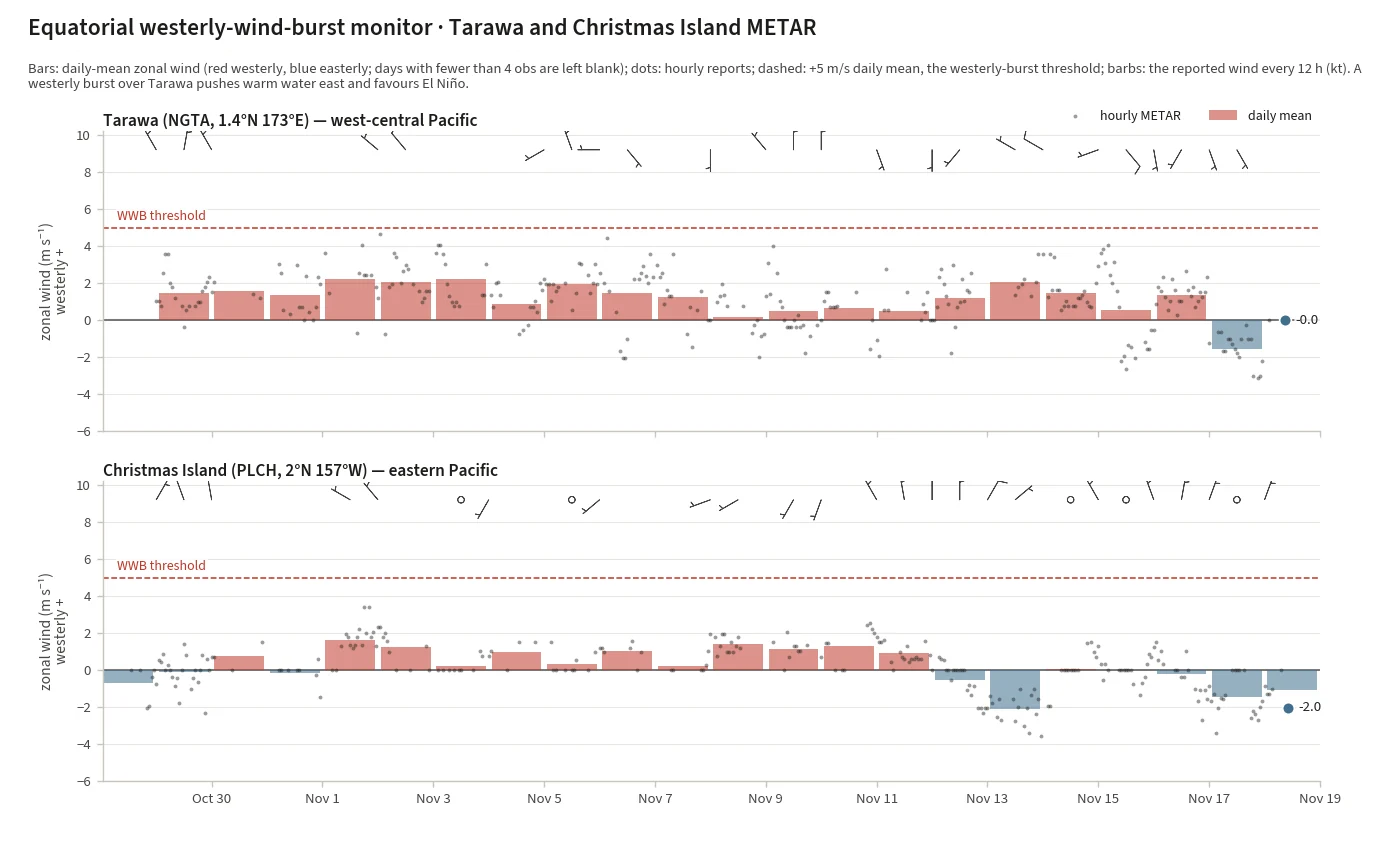 Equatorial westerly-wind-burst monitor · Tarawa and Christmas Island METAR
Bars: daily-mean zonal wind (red westerly, blue easterly; days with fewer than 4 obs are left blank); dots: hourly reports; dashed: +5 m/s daily mean, the westerly-burst threshold; barbs: the reported wind every 12 h (kt). A
westerly burst over Tarawa pushes warm water east and favours El Niño.
Tarawa (NGTA, 1.4°N 173°E) — west-central Pacific
hourly METAR
daily mean
10
8
6
4
2
0
−2
−4
−6
zonal wind (m s⁻¹)
westerly +
WWB threshold
-0.0
Christmas Island (PLCH, 2°N 157°W) — eastern Pacific
10
8
6
4
2
0
−2
−4
−6
zonal wind (m s⁻¹)
westerly +
WWB threshold
-2.0
Oct 30
Nov 1
Nov 3
Nov 5
Nov 7
Nov 9
Nov 11
Nov 13
Nov 15
Nov 17
Nov 19